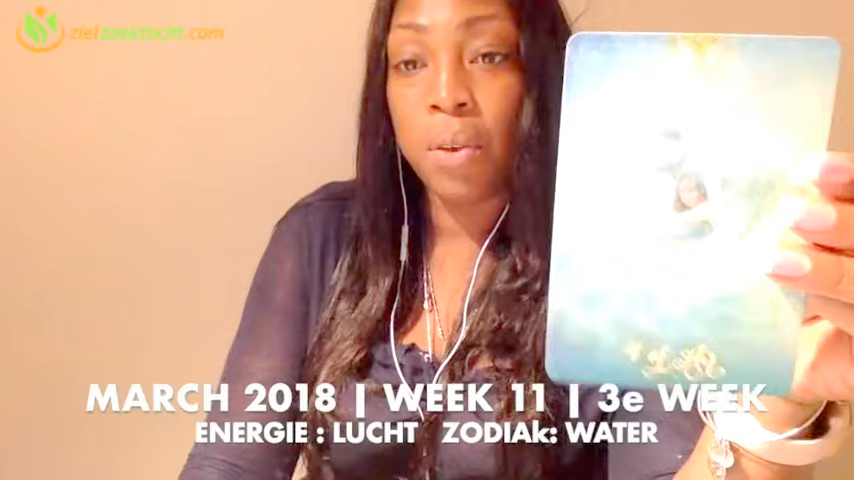 zielzoektocht.com
MARCH 2018 | WEEK 11 | 3e WEEK
ENERGIE : LUCHT ZODIAk: WATER